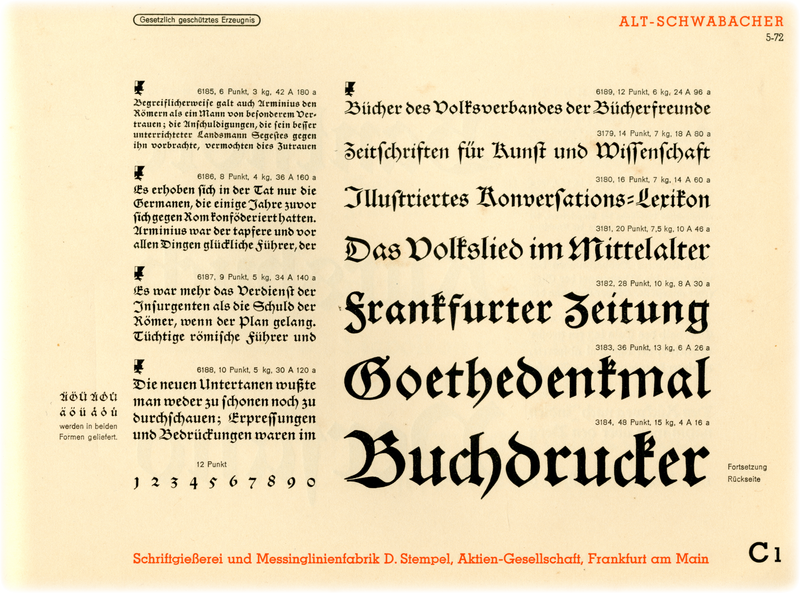 Gesetzlich geschütztes Erzeugnis
ALT-SCHWABACHER
5-72
6185, 6 Punkt, 3 kg, 42 A 180 a
Begreiflicherweise galt auch Arminius den
Römern als ein Mann von besonderem Ver-
trauen; die Anschuldigungen, die sein besser
unterrichteter Landsmann Segestes gegen
ihn vorbrachte, vermochten dies Zutrauen
6186, 8 Punkt, 4 kg, 36 A 160 a
Es erhoben sich in der Tat nur die
Germanen, die einige Jahre zuvor
sich gegen Rom konföderiert hatten.
Arminius war der tapfere und vor
allen Dingen glückliche Führer, der
6187, 9 Punkt, 5 kg, 34 A 140 a
Es war mehr das Verdienst der
Insurgenten als die Schuld der
Römer, wenn der Plan gelang.
Tüchtige römische Führer und
6188, 10 Punkt, 5 kg, 30 A 120 a
Die neuen Untertanen wußte
man weder zu schonen noch zu
durchschauen; Erpressungen
und Bedrückungen waren im
ÄÖÜ ÄÖÜ
äöü äöü
werden in beiden
Formen geliefert.
12 Punkt
1 2 3 4 5 6 7 8 9 0
6189, 12 Punkt, 6 kg, 24 A 96 a
Bücher des Volksverbandes der Bücherfreunde
3179, 14 Punkt, 7 kg, 18 A 80 a
Zeitschriften für Kunst und Wissenschaft
3180, 16 Punkt, 7 kg, 14 A 60 a
Illustriertes Konversations-Lexikon
3181, 20 Punkt, 7,5 kg, 10 A 46 a
Das Volkslied im Mittelalter
3182, 28 Punkt, 10 kg, 8 A 30 a
Frankfurter Zeitung
3183, 36 Punkt, 13 kg, 6 A 26 a
Goethedenkmal
3184, 48 Punkt, 15 kg, 4 A 16 a
Buchdrucker
Fortsetzung
Rückseite
Schriftgießerei und Messinglinienfabrik D. Stempel, Aktien-Gesellschaft, Frankfurt am Main
C 1